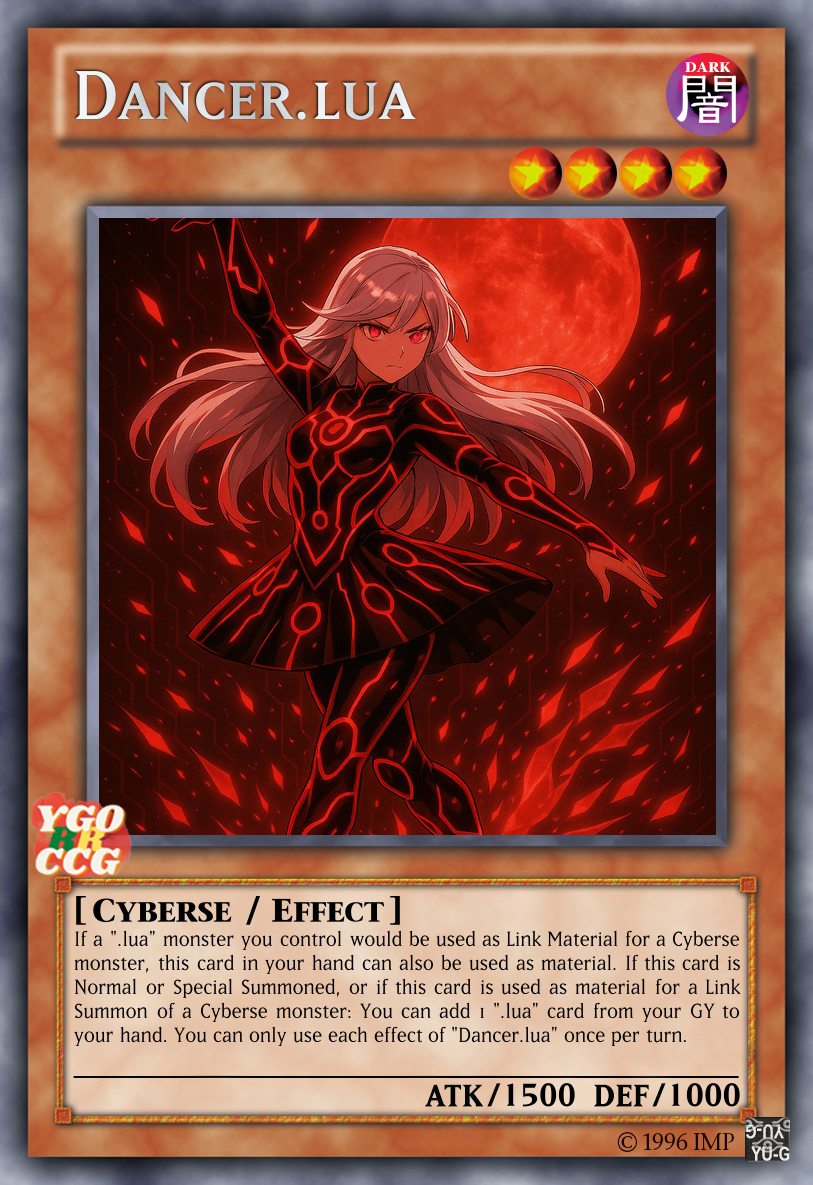 Dancer.lua
DARK
闇
YGO
BR
CCG
[ Cyberse / Effect ]
If a ".lua" monster you control would be used as Link Material for a Cyberse
monster, this card in your hand can also be used as material. If this card is
Normal or Special Summoned, or if this card is used as material for a Link
Summon of a Cyberse monster: You can add 1 ".lua" card from your GY to
your hand. You can only use each effect of "Dancer.lua" once per turn.
ATK/1500 DEF/1000
© 1996 IMP
YU-G